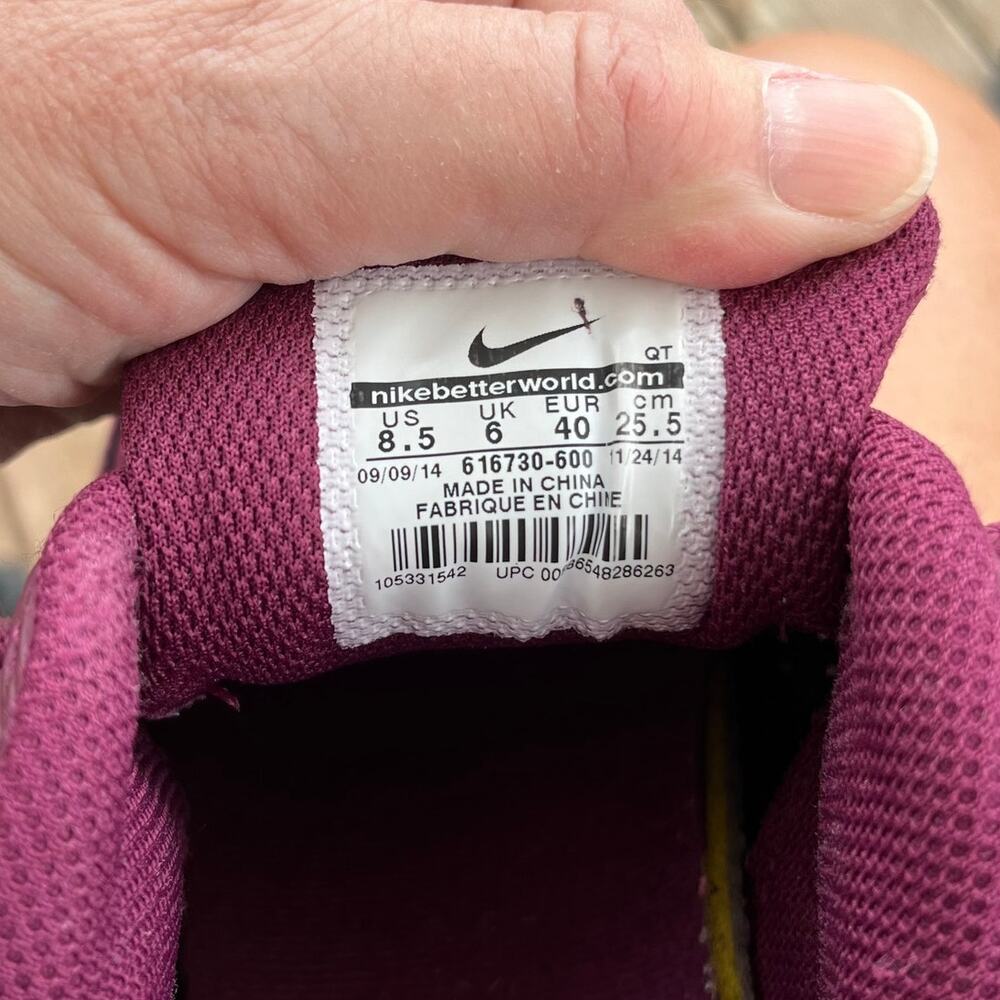 QT
nikebetterworld.com
US UK EUR cm
8.5 6 40 25.5
09/09/14 616730-600 11/24/14
MADE IN CHINA
FABRIQUE EN CHINE
105331542 UPC